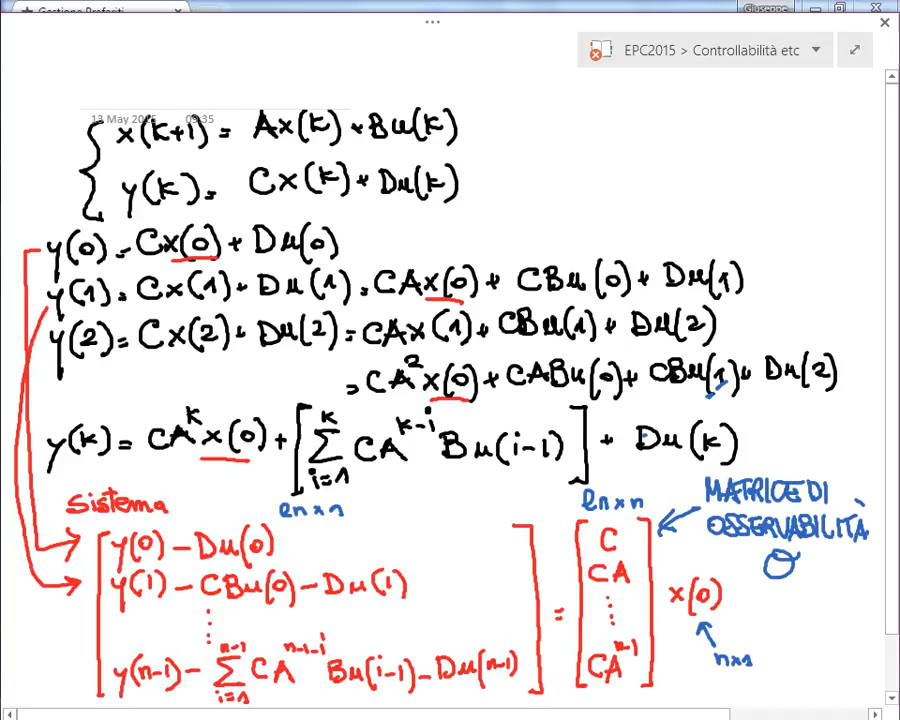 Gestione Preferiti
Giuseppe
EPC2015 > Controllabilità etc
13 May 2015 09:35
x(k+1) = Ax(k) + Bu(k)
y(k) = Cx(k) + Du(k)
y(0) = Cx(0) + Du(0)
y(1) = Cx(1) + Du(1) = CAx(0) + CBu(0) + Du(1)
y(2) = Cx(2) + Du(2) = CAx(1) + CBu(1) + Du(2)
= CA²x(0) + CABu(0) + CBu(1) + Du(2)
y(k) = CA^k x(0) + [ Σ_{i=1}^{k} CA^{k-i} Bu(i-1) ] + Du(k)
Sistema
ln×1
ln×n
MATRICE DI
OSSERVABILITÀ
O
y(0) - Du(0)
y(1) - CBu(0) - Du(1)
⋮
y(n-1) - Σ_{i=1}^{n-1} CA^{n-1-i} Bu(i-1) - Du(n-1)
=
C
CA
⋮
CA^{n-1}
x(0)
n×1